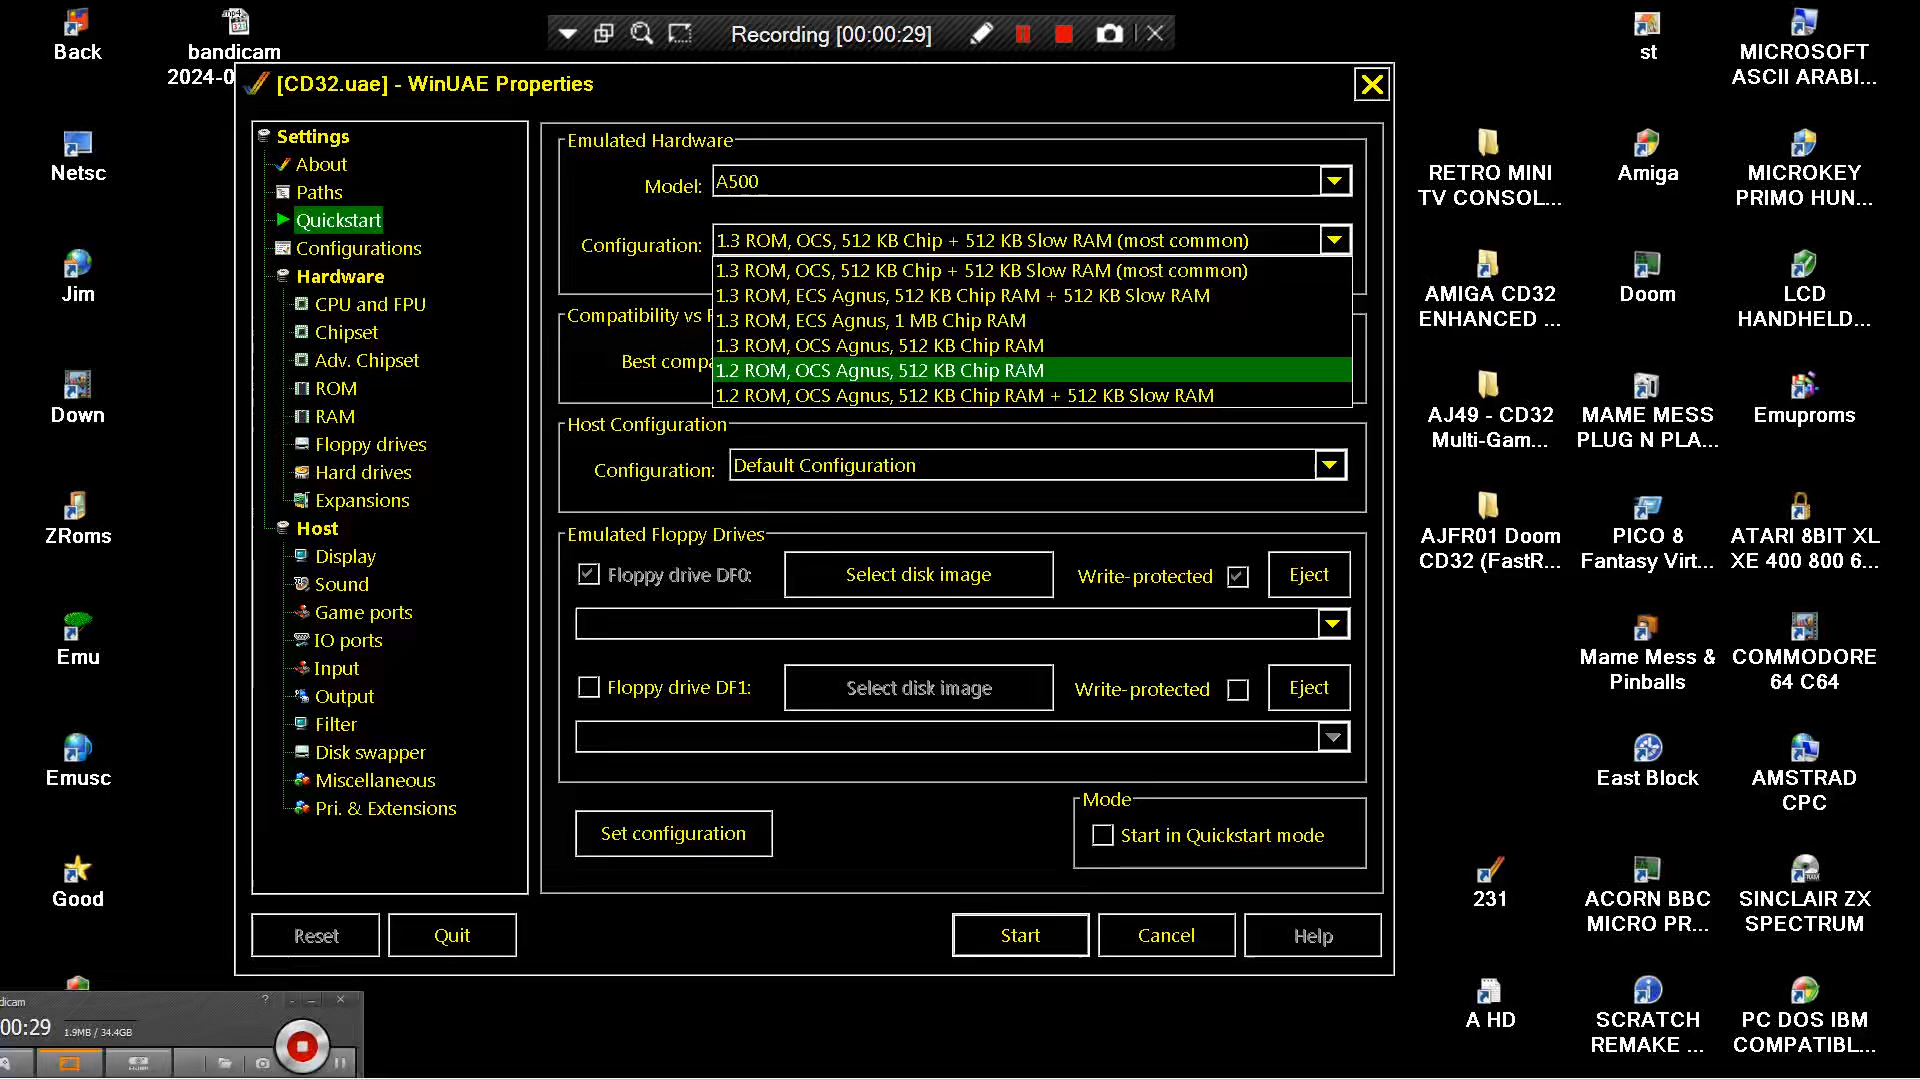 Recording [00:00:29]
Back
bandicam
2024-0
Netsc
Jim
Down
ZRoms
Emu
Emusc
Good
[CD32.uae] - WinUAE Properties
Settings
About
Paths
Quickstart
Configurations
Hardware
CPU and FPU
Chipset
Adv. Chipset
ROM
RAM
Floppy drives
Hard drives
Expansions
Host
Display
Sound
Game ports
IO ports
Input
Output
Filter
Disk swapper
Miscellaneous
Pri. & Extensions
Emulated Hardware
Model: A500
Configuration: 1.3 ROM, OCS, 512 KB Chip + 512 KB Slow RAM (most common)
1.3 ROM, OCS, 512 KB Chip + 512 KB Slow RAM (most common)
1.3 ROM, ECS Agnus, 512 KB Chip RAM + 512 KB Slow RAM
1.3 ROM, ECS Agnus, 1 MB Chip RAM
1.3 ROM, OCS Agnus, 512 KB Chip RAM
1.2 ROM, OCS Agnus, 512 KB Chip RAM
1.2 ROM, OCS Agnus, 512 KB Chip RAM + 512 KB Slow RAM
Compatibility vs
Best compa
Host Configuration
Configuration: Default Configuration
Emulated Floppy Drives
Floppy drive DF0: Select disk image Write-protected Eject
Floppy drive DF1: Select disk image Write-protected Eject
Set configuration
Mode
Start in Quickstart mode
Reset Quit Start Cancel Help
st
MICROSOFT
ASCII ARABI...
RETRO MINI
TV CONSOL...
Amiga
MICROKEY
PRIMO HUN...
AMIGA CD32
ENHANCED ...
Doom
LCD
HANDHELD...
AJ49 - CD32
Multi-Gam...
MAME MESS
PLUG N PLA...
Emuproms
AJFR01 Doom
CD32 (FastR...
PICO 8
Fantasy Virt...
ATARI 8BIT XL
XE 400 800 6...
Mame Mess &
Pinballs
COMMODORE
64 C64
East Block
AMSTRAD
CPC
231
ACORN BBC
MICRO PR...
SINCLAIR ZX
SPECTRUM
A HD
SCRATCH
REMAKE ...
PC DOS IBM
COMPATIBL...
dicam
00:29
1.9MB / 34.4GB